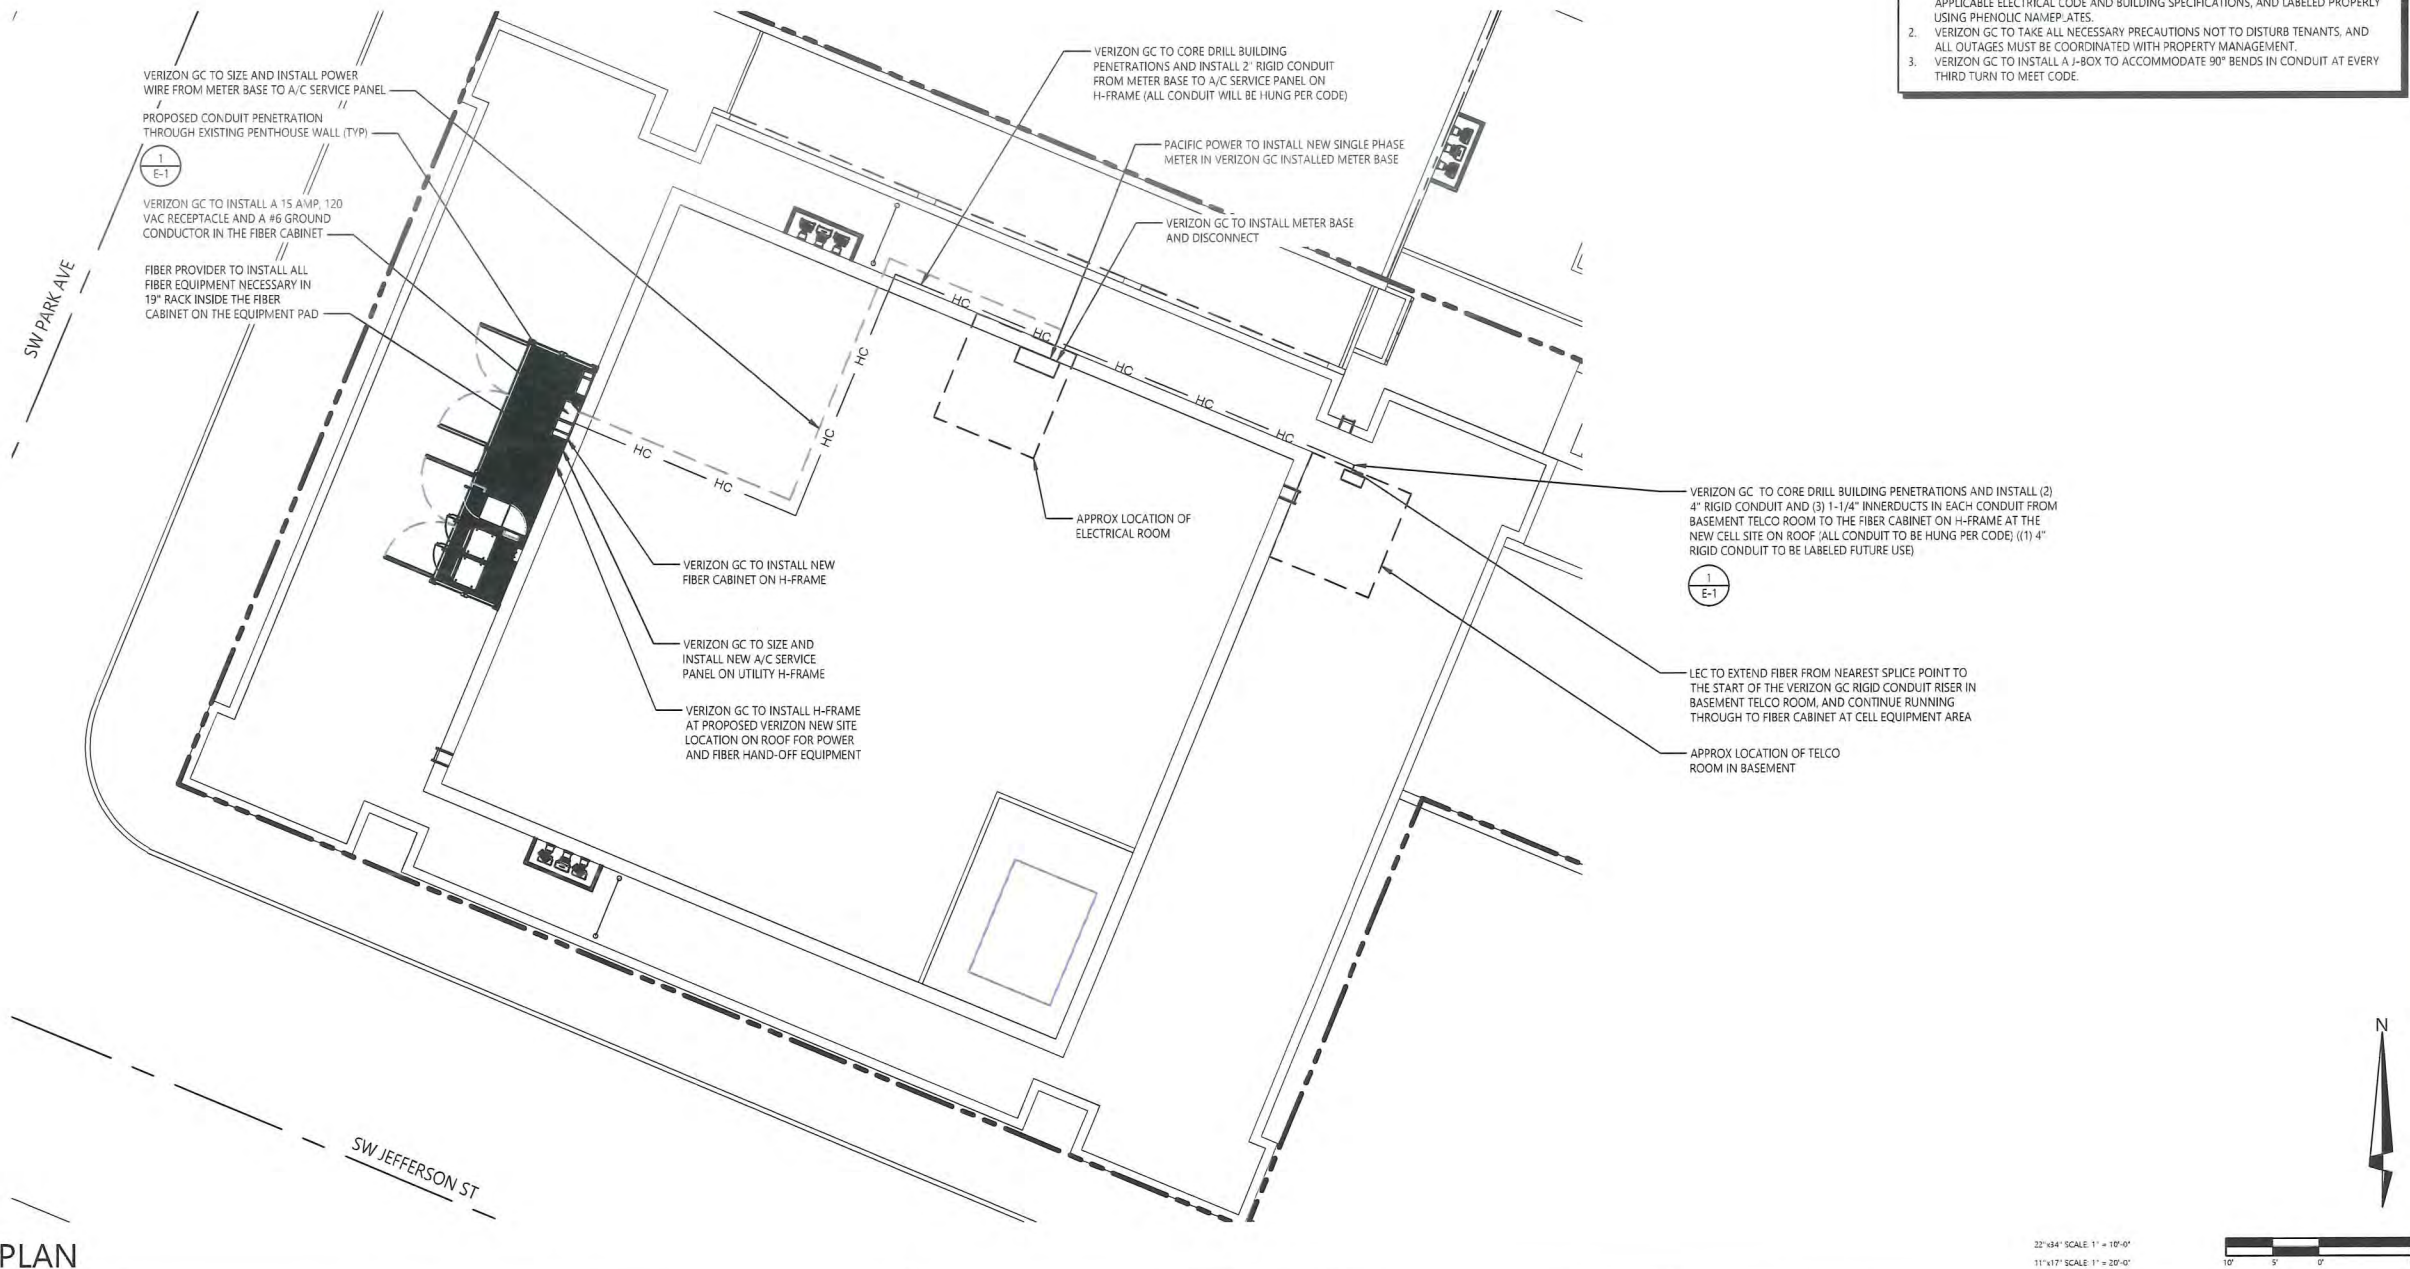 APPLICABLE ELECTRICAL CODE AND BUILDING SPECIFICATIONS, AND LABELED PROPERLY
USING PHENOLIC NAMEPLATES.
2. VERIZON GC TO TAKE ALL NECESSARY PRECAUTIONS NOT TO DISTURB TENANTS, AND
ALL OUTAGES MUST BE COORDINATED WITH PROPERTY MANAGEMENT.
3. VERIZON GC TO INSTALL A J-BOX TO ACCOMMODATE 90° BENDS IN CONDUIT AT EVERY
THIRD TURN TO MEET CODE.
VERIZON GC TO SIZE AND INSTALL POWER
WIRE FROM METER BASE TO A/C SERVICE PANEL
PROPOSED CONDUIT PENETRATION
THROUGH EXISTING PENTHOUSE WALL (TYP)
1
E-1
VERIZON GC TO INSTALL A 15 AMP, 120
VAC RECEPTACLE AND A #6 GROUND
CONDUCTOR IN THE FIBER CABINET
FIBER PROVIDER TO INSTALL ALL
FIBER EQUIPMENT NECESSARY IN
19" RACK INSIDE THE FIBER
CABINET ON THE EQUIPMENT PAD
SW PARK AVE
VERIZON GC TO CORE DRILL BUILDING
PENETRATIONS AND INSTALL 2" RIGID CONDUIT
FROM METER BASE TO A/C SERVICE PANEL ON
H-FRAME (ALL CONDUIT WILL BE HUNG PER CODE)
PACIFIC POWER TO INSTALL NEW SINGLE PHASE
METER IN VERIZON GC INSTALLED METER BASE
VERIZON GC TO INSTALL METER BASE
AND DISCONNECT
HC
HC
HC
HC
HC
HC
HC
HC
HC
APPROX LOCATION OF
ELECTRICAL ROOM
VERIZON GC TO INSTALL NEW
FIBER CABINET ON H-FRAME
VERIZON GC TO SIZE AND
INSTALL NEW A/C SERVICE
PANEL ON UTILITY H-FRAME
VERIZON GC TO INSTALL H-FRAME
AT PROPOSED VERIZON NEW SITE
LOCATION ON ROOF FOR POWER
AND FIBER HAND-OFF EQUIPMENT
VERIZON GC TO CORE DRILL BUILDING PENETRATIONS AND INSTALL (2)
4" RIGID CONDUIT AND (3) 1-1/4" INNERDUCTS IN EACH CONDUIT FROM
BASEMENT TELCO ROOM TO THE FIBER CABINET ON H-FRAME AT THE
NEW CELL SITE ON ROOF (ALL CONDUIT TO BE HUNG PER CODE) ((1) 4"
RIGID CONDUIT TO BE LABELED FUTURE USE)
1
E-1
LEC TO EXTEND FIBER FROM NEAREST SPLICE POINT TO
THE START OF THE VERIZON GC RIGID CONDUIT RISER IN
BASEMENT TELCO ROOM, AND CONTINUE RUNNING
THROUGH TO FIBER CABINET AT CELL EQUIPMENT AREA
APPROX LOCATION OF TELCO
ROOM IN BASEMENT
SW JEFFERSON ST
N
PLAN
22"x34" SCALE: 1" = 10'-0"
11"x17" SCALE: 1" = 20'-0"
10' 5' 0'